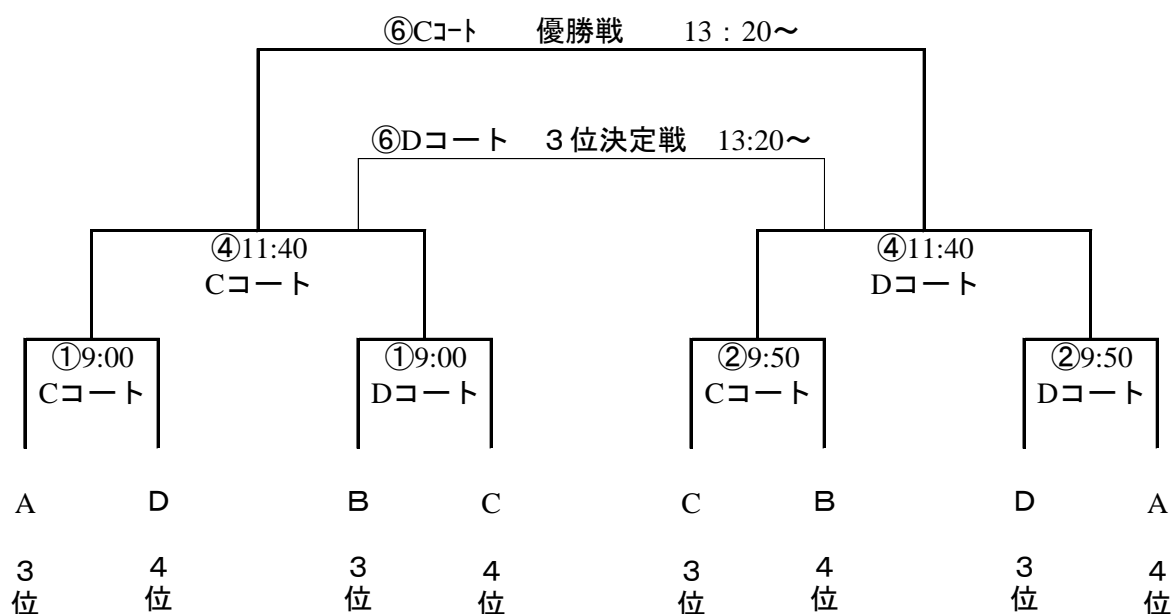 ⑥Cｺｰﾄ　　優勝戦　　13：20～
⑥Dコート　３位決定戦　13:20～
④11:40
Cコート
④11:40
Dコート
①9:00
Cコート
①9:00
Dコート
②9:50
Cコート
②9:50
Dコート
A　D　B　C　C　B　D　A
３　４　３　４　３　４　３　４
位　位　位　位　位　位　位　位